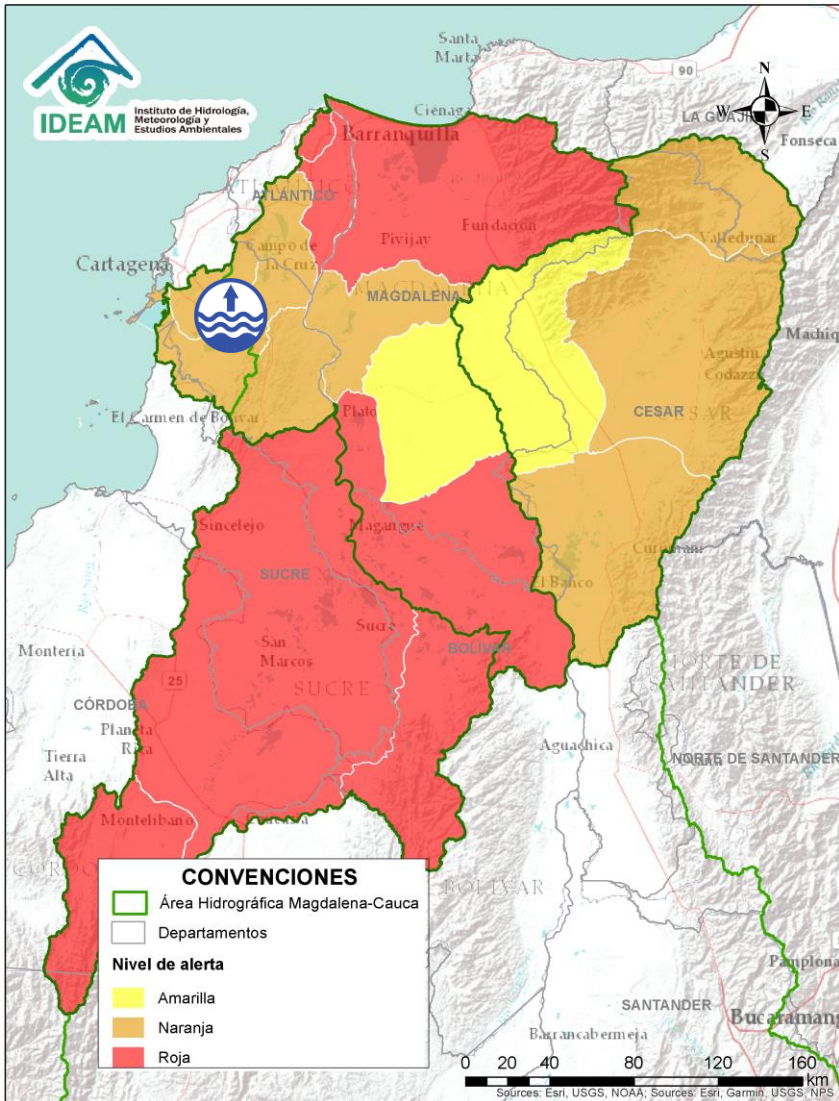 IDEAM
Instituto de Hidrología,
Meteorología y
Estudios Ambientales
Santa
Marta
90
N
W
E
S
LA GUAJI
Fonseca
Ciénaga
Barranquilla
ATLÁNTICO
Pivijay
Fundación
Valledupar
Campo de
la Cruz
Cartagena
MAGDALENA
Machiq
Agustín
Codazzi
El Carmen de Bolívar
Plato
CESAR
Sincelejo
Magangué
SUCRE
El Banco
Sucre
San
Marcos
BOLÍVAR
SUCRE
Montería
25
CÓRDOBA
Planeta
Rica
Tierra
Alta
NORTE DE
SANTANDER
Aguachica
NORTE DE SANTANDER
Montelíbano
BOLÍVAR
CONVENCIONES
Área Hidrográfica Magdalena-Cauca
Departamentos
Nivel de alerta
Amarilla
Naranja
Roja
Pamplona
SANTANDER
Bucaramang
Barrancabermeja
0 20 40 80 120 160
km
Sources: Esri, USGS, NOAA; Sources: Esri, Garmin, USGS, NPS